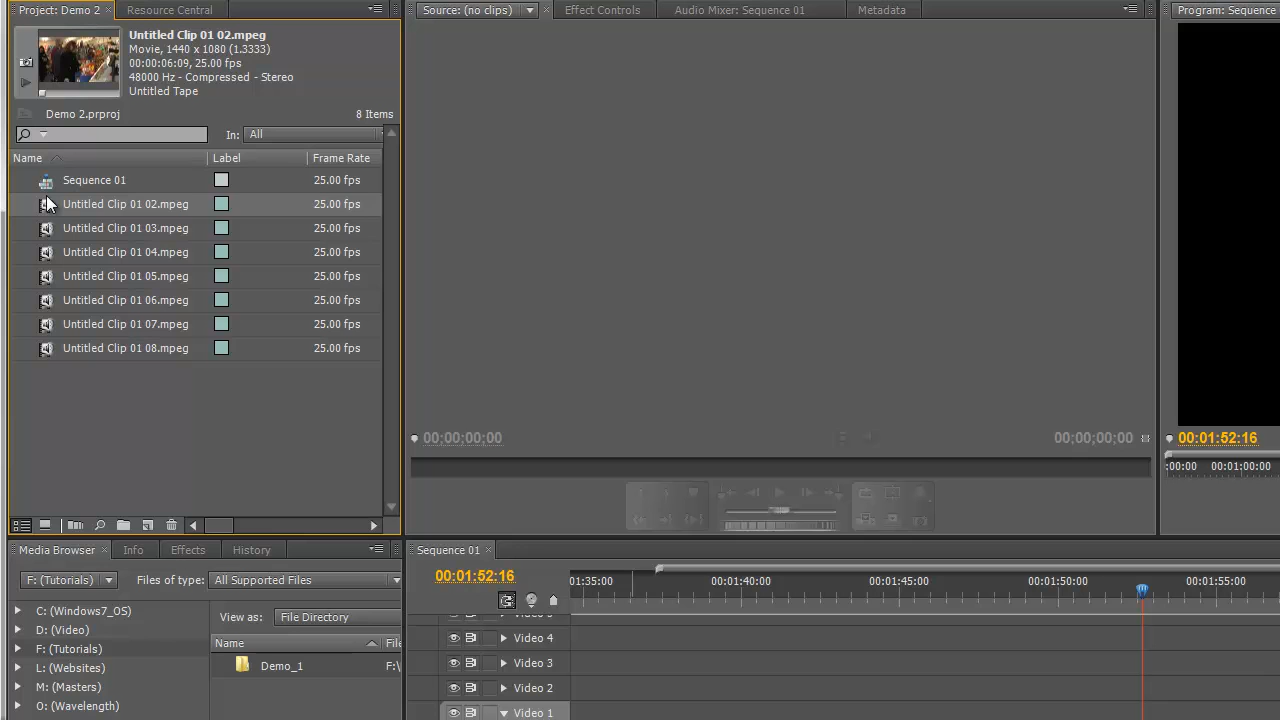 Project: Demo 2
Resource Central
Untitled Clip 01 02.mpeg
Movie, 1440 x 1080 (1.3333)
00:00:06:09, 25.00 fps
48000 Hz - Compressed - Stereo
Untitled Tape
Demo 2.prproj
8 Items
In: All
Name
Label
Frame Rate
Sequence 01
25.00 fps
Untitled Clip 01 02.mpeg
25.00 fps
Untitled Clip 01 03.mpeg
25.00 fps
Untitled Clip 01 04.mpeg
25.00 fps
Untitled Clip 01 05.mpeg
25.00 fps
Untitled Clip 01 06.mpeg
25.00 fps
Untitled Clip 01 07.mpeg
25.00 fps
Untitled Clip 01 08.mpeg
25.00 fps
Source: (no clips)
Effect Controls
Audio Mixer: Sequence 01
Metadata
00;00;00;00
00;00;00;00
Program: Sequence
00:01:52:16
:00:00
00:01:00:00
Media Browser
Info
Effects
History
F: (Tutorials)
Files of type: All Supported Files
C: (Windows7_OS)
D: (Video)
F: (Tutorials)
L: (Websites)
M: (Masters)
O: (Wavelength)
View as: File Directory
Name
File
Demo_1
F:\
Sequence 01
00:01:52:16
01:35:00
00:01:40:00
00:01:45:00
00:01:50:00
00:01:55:00
Video 4
Video 3
Video 2
Video 1